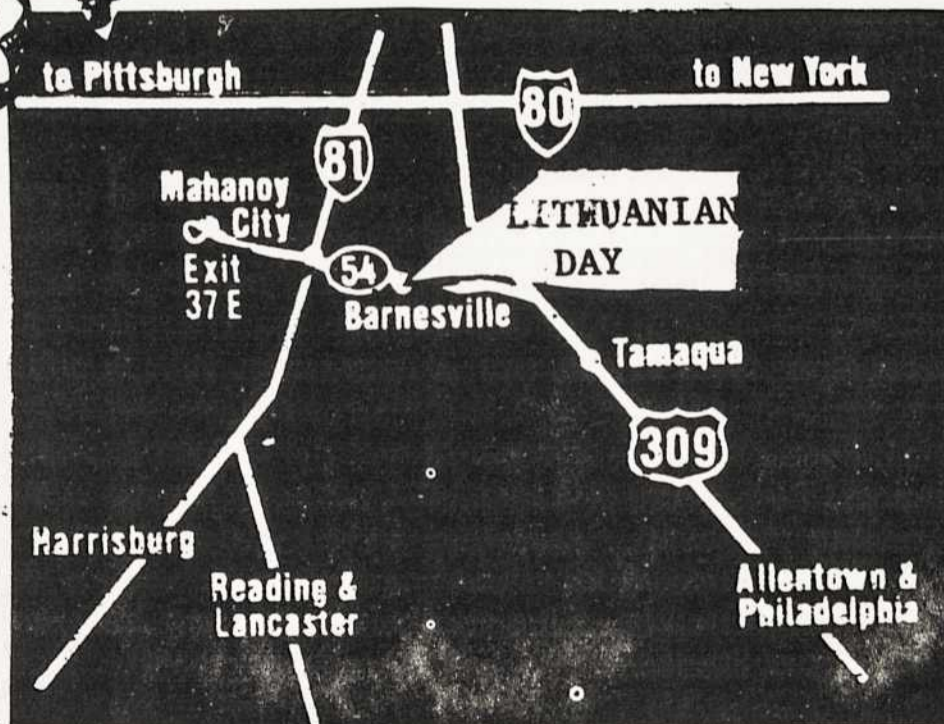 to Pittsburgh
to New York
80
81
Mahanoy
City
LITHUANIAN
DAY
Exit
37 E
54
Barnesville
Tamaqua
309
Harrisburg
Reading &
Lancaster
Allentown &
Philadelphia